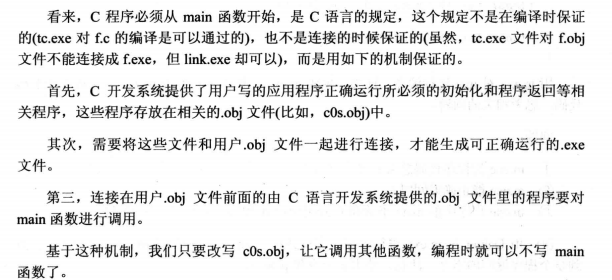 看来，C 程序必须从 main 函数开始，是 C 语言的规定，这个规定不是在编译时保证
的(tc.exe 对 f.c 的编译是可以通过的)，也不是连接的时候保证的(虽然，tc.exe 文件对 f.obj
文件不能连接成 f.exe，但 link.exe 却可以)，而是用如下的机制保证的。
首先，C 开发系统提供了用户写的应用程序正确运行所必须的初始化和程序返回等相
关程序，这些程序存放在相关的.obj 文件(比如，c0s.obj)中。
其次，需要将这些文件和用户.obj 文件一起进行连接，才能生成可正确运行的.exe
文件。
第三，连接在用户.obj 文件前面的由 C 语言开发系统提供的.obj 文件里的程序要对
main 函数进行调用。
基于这种机制，我们只要改写 c0s.obj，让它调用其他函数，编程时就可以不写 main
函数了。